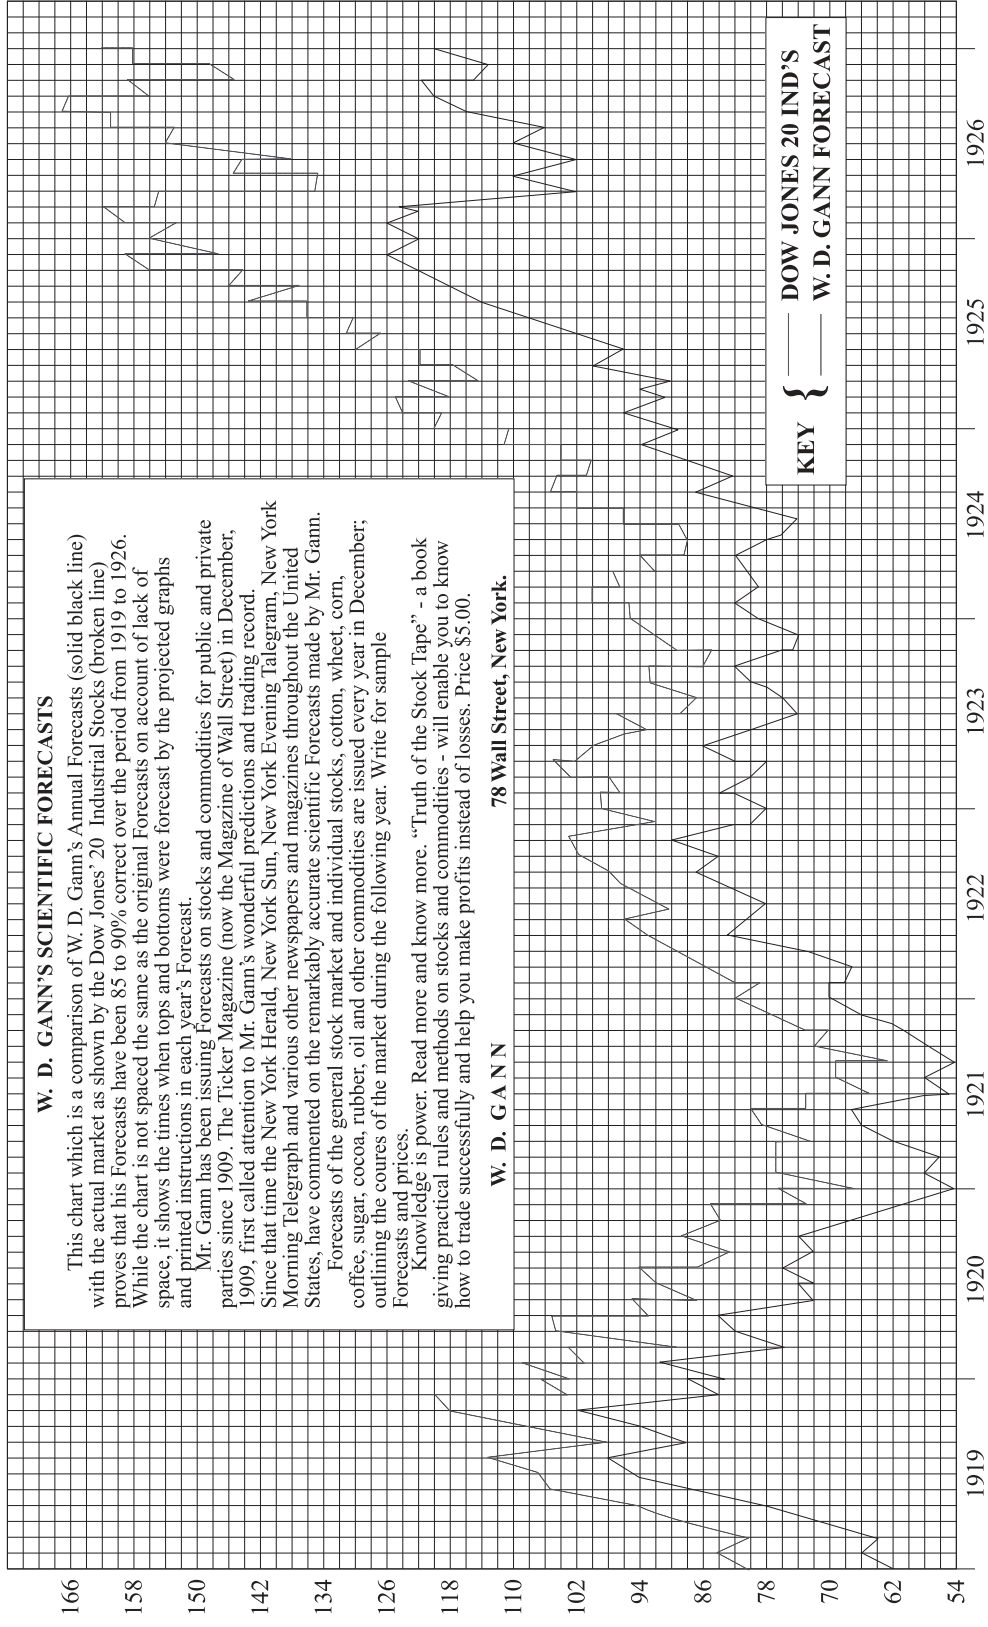 W. D. GANN'S SCIENTIFIC FORECASTS
This chart which is a comparison of W. D. Gann's Annual Forecasts (solid black line)
with the actual market as shown by the Dow Jones' 20 Industrial Stocks (broken line)
proves that his Forecasts have been 85 to 90% correct over the period from 1919 to 1926.
While the chart is not spaced the same as the original Forecasts on account of lack of
space, it shows the times when tops and bottoms were forecast by the projected graphs
and printed instructions in each year's Forecast.
Mr. Gann has been issuing Forecasts on stocks and commodities for public and private
parties since 1909. The Ticker Magazine (now the Magazine of Wall Street) in December,
1909, first called attention to Mr. Gann's wonderful predictions and trading record.
Since that time the New York Herald, New York Sun, New York Evening Talegram, New York
Morning Telegraph and various other newspapers and magazines throughout the United
States, have commented on the remarkably accurate scientific Forecasts made by Mr. Gann.
Forecasts of the general stock market and individual stocks, cotton, wheet, corn,
coffee, sugar, cocoa, rubber, oil and other commodities are issued every year in December;
outlining the coures of the market during the following year. Write for sample
Forecasts and prices.
Knowledge is power. Read more and know more. “Truth of the Stock Tape” - a book
giving practical rules and methods on stocks and commodities - will enable you to know
how to trade successfully and help you make profits instead of losses. Price $5.00.
W. D. GANN 78 Wall Street, New York.
166
158
150
142
134
126
118
110
102
94
86
78
70
62
54
KEY { DOW JONES 20 IND'S
W. D. GANN FORECAST
1919 1920 1921 1922 1923 1924 1925 1926